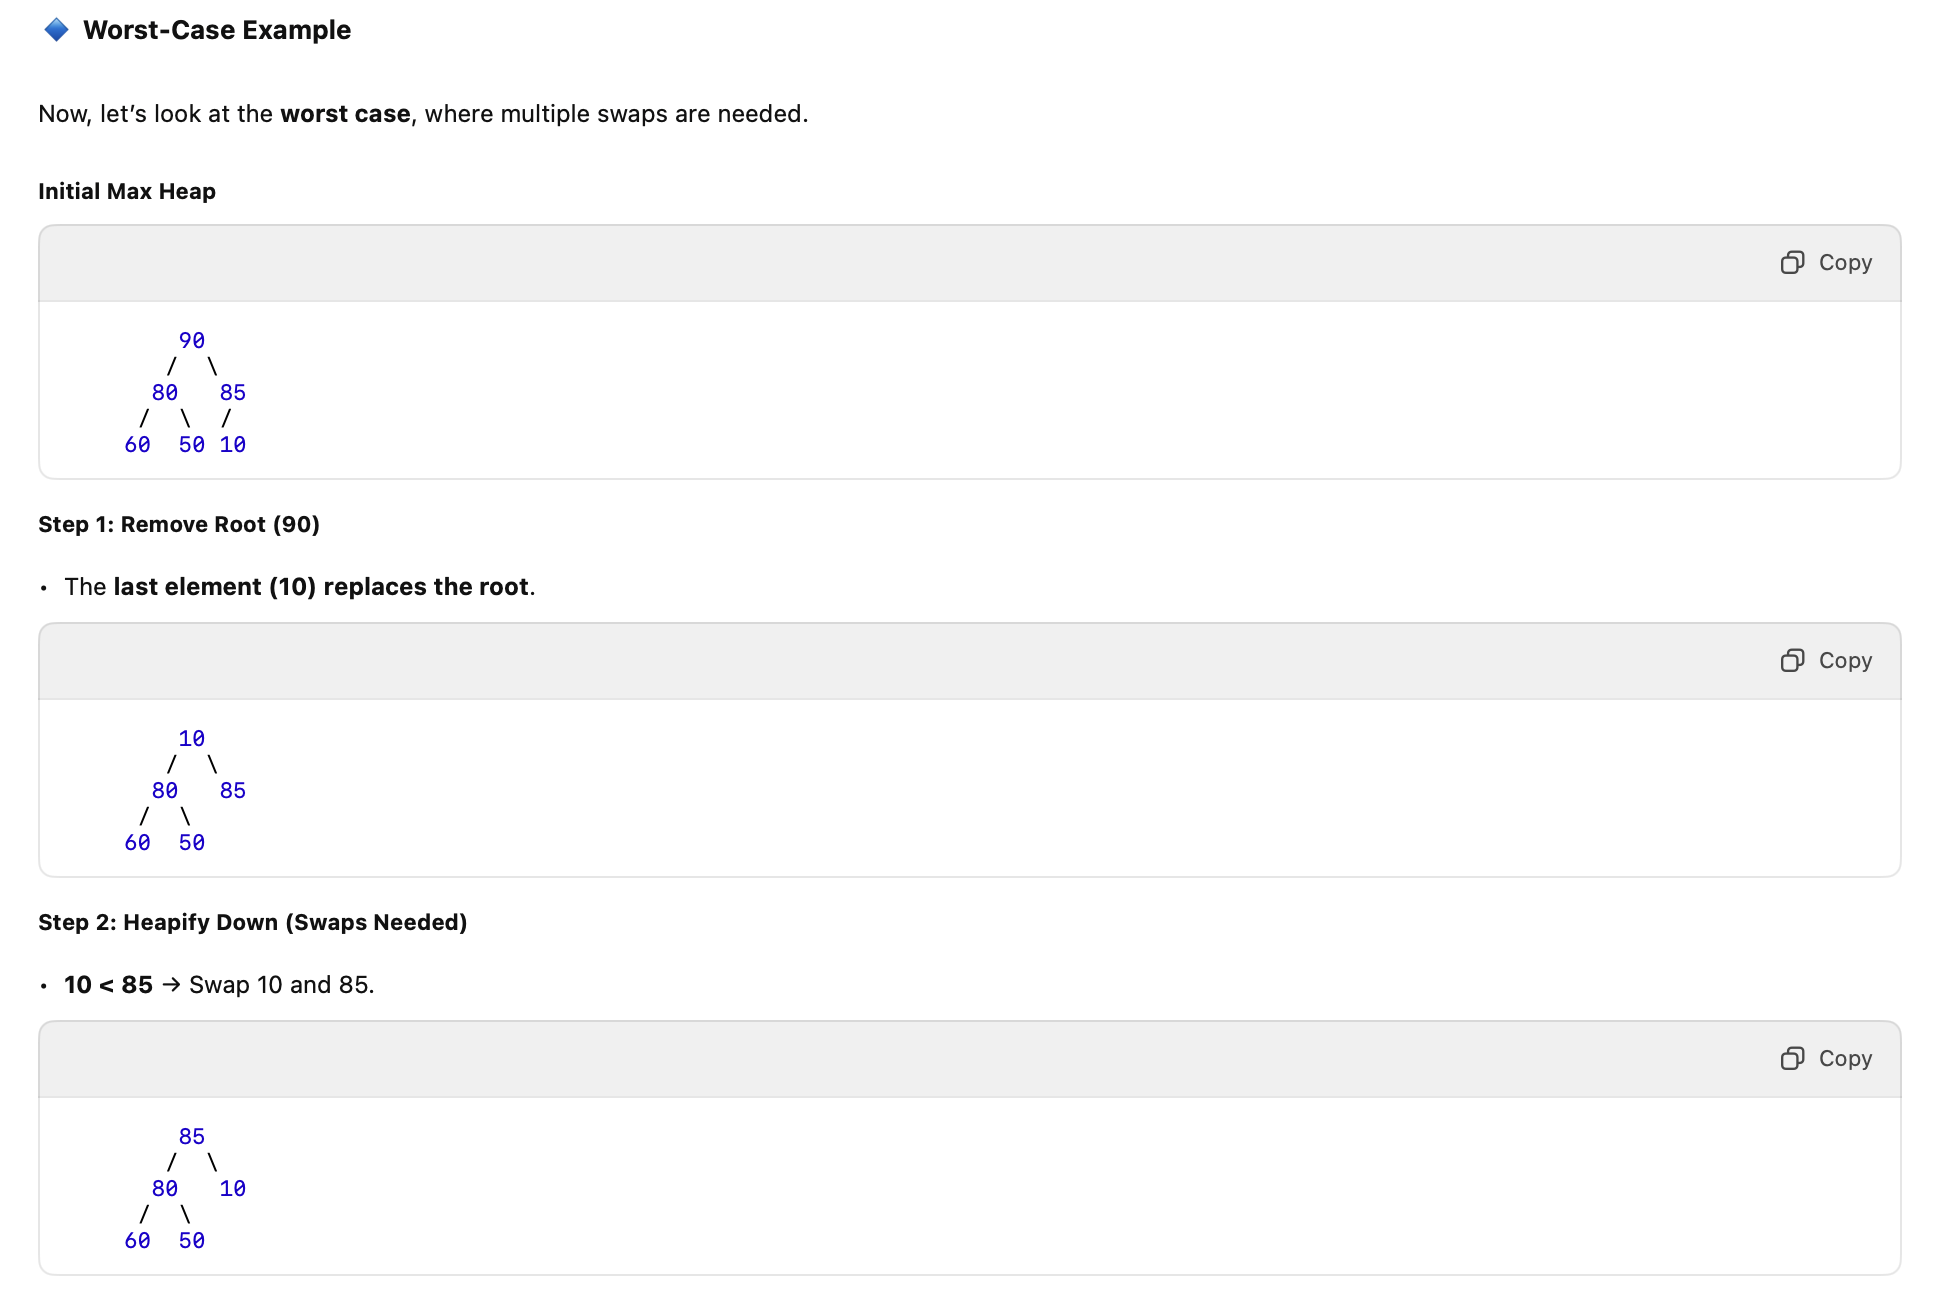 🔷 Worst-Case Example
Now, let’s look at the worst case, where multiple swaps are needed.
Initial Max Heap
Copy
90
/ \
80 85
/ \ /
60 50 10
Step 1: Remove Root (90)
• The last element (10) replaces the root.
Copy
10
/ \
80 85
/ \
60 50
Step 2: Heapify Down (Swaps Needed)
• 10 < 85 → Swap 10 and 85.
Copy
85
/ \
80 10
/ \
60 50